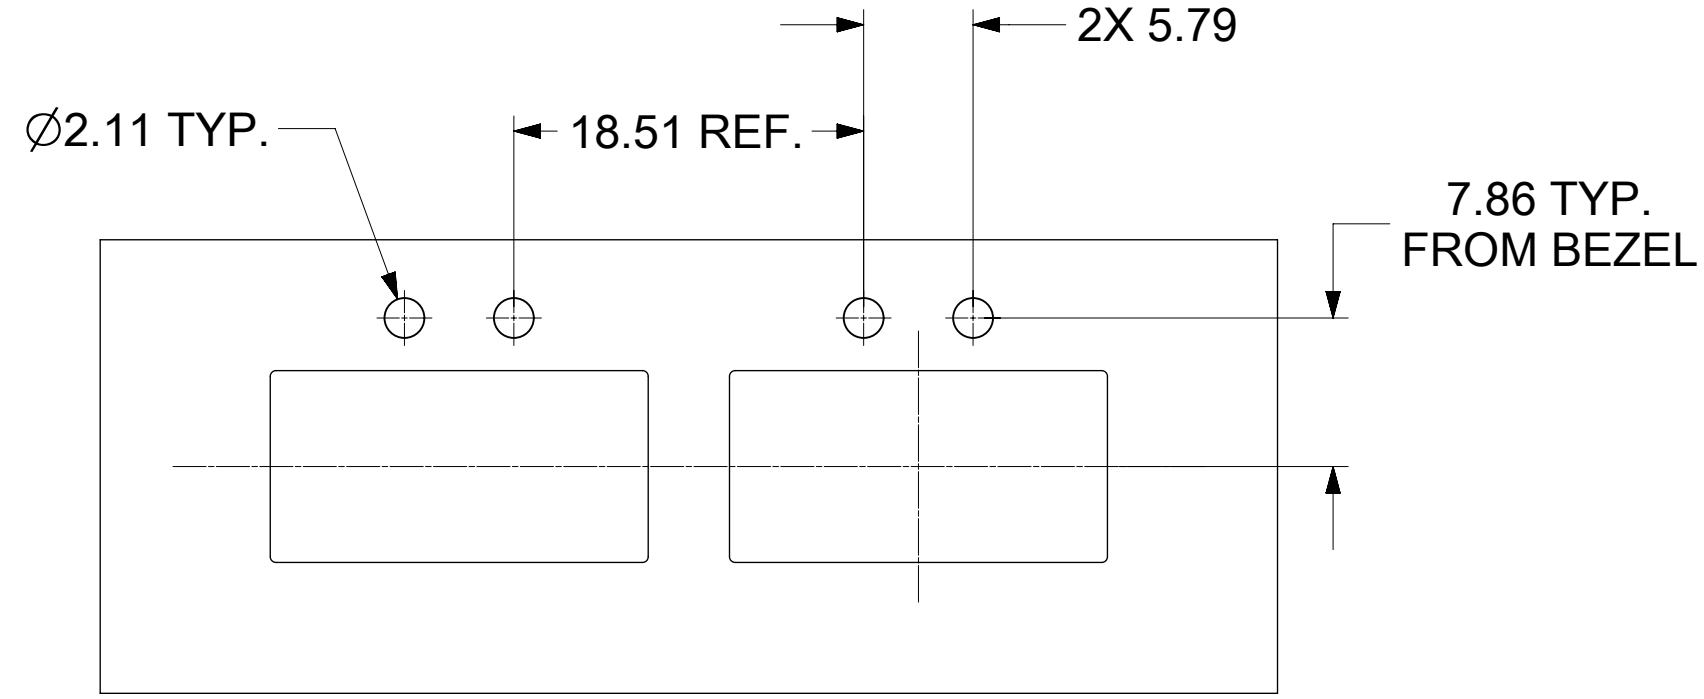 2X 5.79
∅2.11 TYP.
18.51 REF.
7.86 TYP.
FROM BEZEL